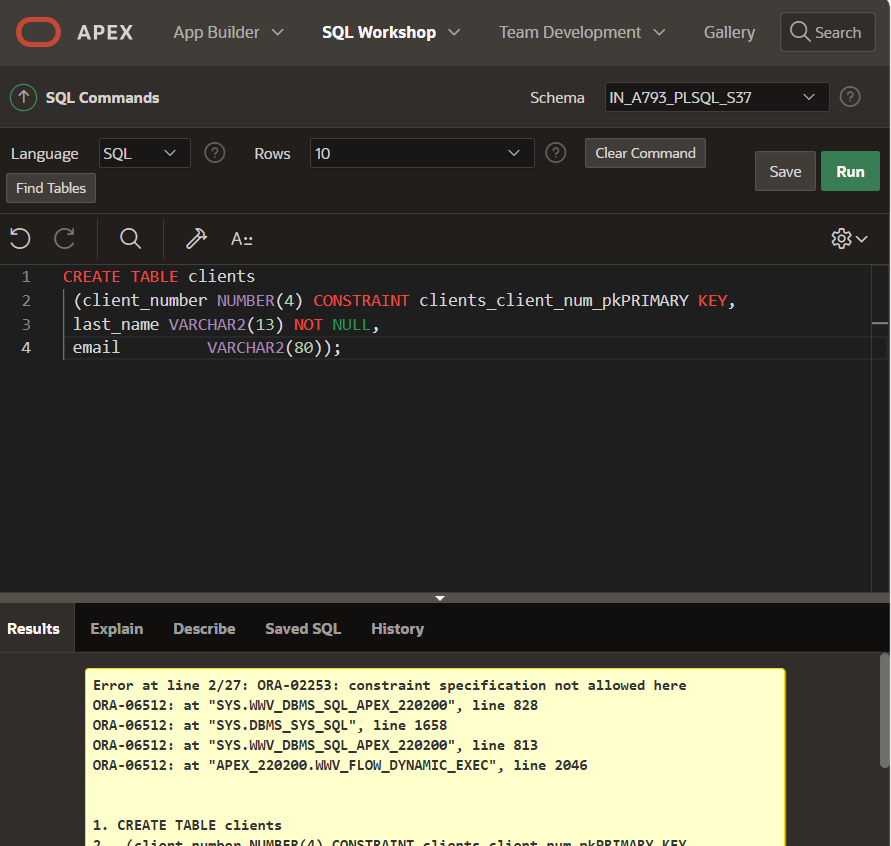 APEX App Builder SQL Workshop Team Development Gallery Search
SQL Commands Schema IN_A793_PLSQL_S37 ?
Language SQL ? Rows 10 ? Clear Command
Save Run
Find Tables
A::
1 CREATE TABLE clients
2 (client_number NUMBER(4) CONSTRAINT clients_client_num_pkPRIMARY KEY,
3 last_name VARCHAR2(13) NOT NULL,
4 email VARCHAR2(80));
Results Explain Describe Saved SQL History
Error at line 2/27: ORA-02253: constraint specification not allowed here
ORA-06512: at "SYS.WWV_DBMS_SQL_APEX_220200", line 828
ORA-06512: at "SYS.DBMS_SYS_SQL", line 1658
ORA-06512: at "SYS.WWV_DBMS_SQL_APEX_220200", line 813
ORA-06512: at "APEX_220200.WWV_FLOW_DYNAMIC_EXEC", line 2046
1. CREATE TABLE clients
2. (client_number NUMBER(4) CONSTRAINT clients_client_num_pkPRIMARY KEY,